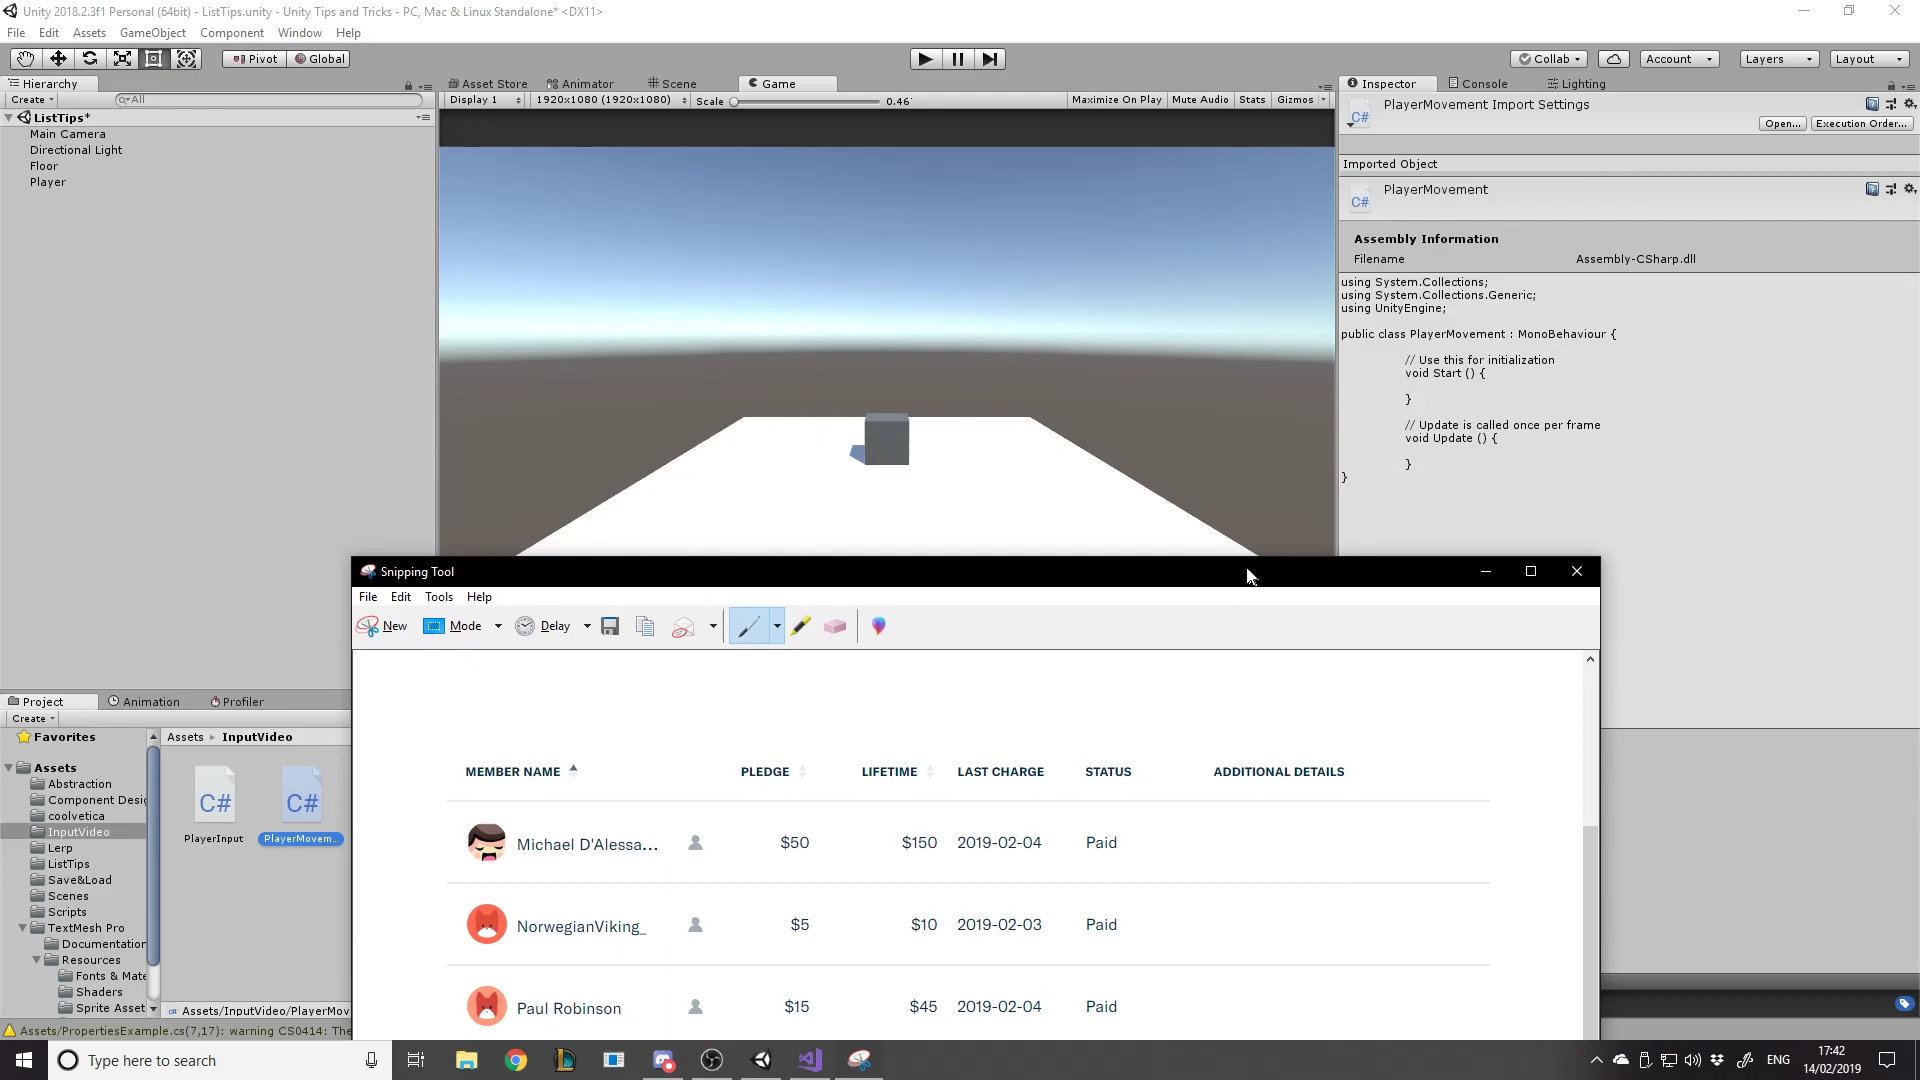 Unity 2018.2.3f1 Personal (64bit) - ListTips.unity - Unity Tips and Tricks - PC, Mac & Linux Standalone* <DX11>
File Edit Assets GameObject Component Window Help
Pivot Global Collab Account Layers Layout
Hierarchy Asset Store Animator Scene Game Inspector Console Lighting
Create All Display 1 1920x1080 (1920x1080) Scale 0.46 Maximize On Play Mute Audio Stats Gizmos
PlayerMovement Import Settings
Open... Execution Order...
ListTips*
Main Camera
Directional Light
Floor
Player
Imported Object
C# PlayerMovement
Assembly Information
Filename Assembly-CSharp.dll
using System.Collections;
using System.Collections.Generic;
using UnityEngine;
public class PlayerMovement : MonoBehaviour {
// Use this for initialization
void Start () {
}
// Update is called once per frame
void Update () {
}
}
Snipping Tool
File Edit Tools Help
New Mode Delay
MEMBER NAME PLEDGE LIFETIME LAST CHARGE STATUS ADDITIONAL DETAILS
Michael D'Alessa... $50 $150 2019-02-04 Paid
NorwegianViking_ $5 $10 2019-02-03 Paid
Paul Robinson $15 $45 2019-02-04 Paid
Project Animation Profiler
Create
Favorites
Assets
Abstraction
Component Desig
coolvetica
InputVideo
Lerp
ListTips
Save&Load
Scenes
Scripts
TextMesh Pro
Documentation
Resources
Fonts & Mate
Shaders
Sprite Asset
Assets InputVideo
C# C#
PlayerInput PlayerMovem...
Assets/InputVideo/PlayerMov
Assets/PropertiesExample.cs(7,17): warning CS0414: The
Type here to search
ENG 17:42
14/02/2019